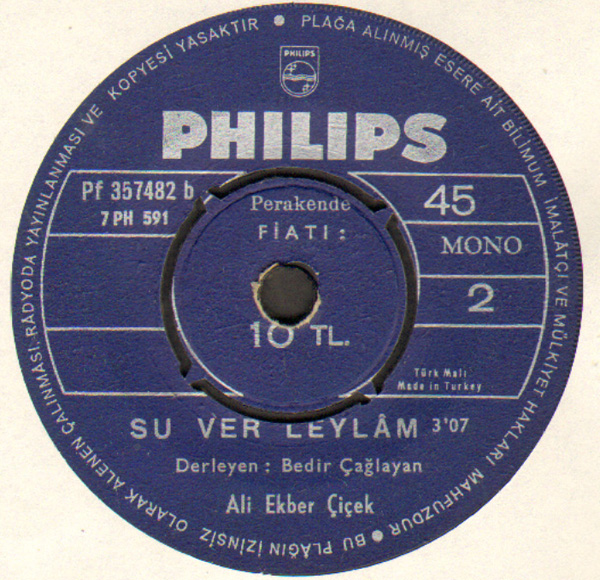 PLAĞA ALINMIŞ ESERE AİT BİLİMUM İMALÂTÇI VE MÜLKİYET HAKLARI MAHFUZDUR ● BU PLAĞIN İZİNSİZ OLARAK ALENEN ÇALINMASI, RADYODA YAYINLANMASI VE KOPYESİ YASAKTIR ●
PHILIPS
PHILIPS
Pf 357482 b
7 PH 591
Perakende
FİATI :
10 TL.
45
MONO
2
Türk Malı
Made in Turkey
SU VER LEYLÂM 3'07
Derleyen : Bedir Çağlayan
Ali Ekber Çiçek